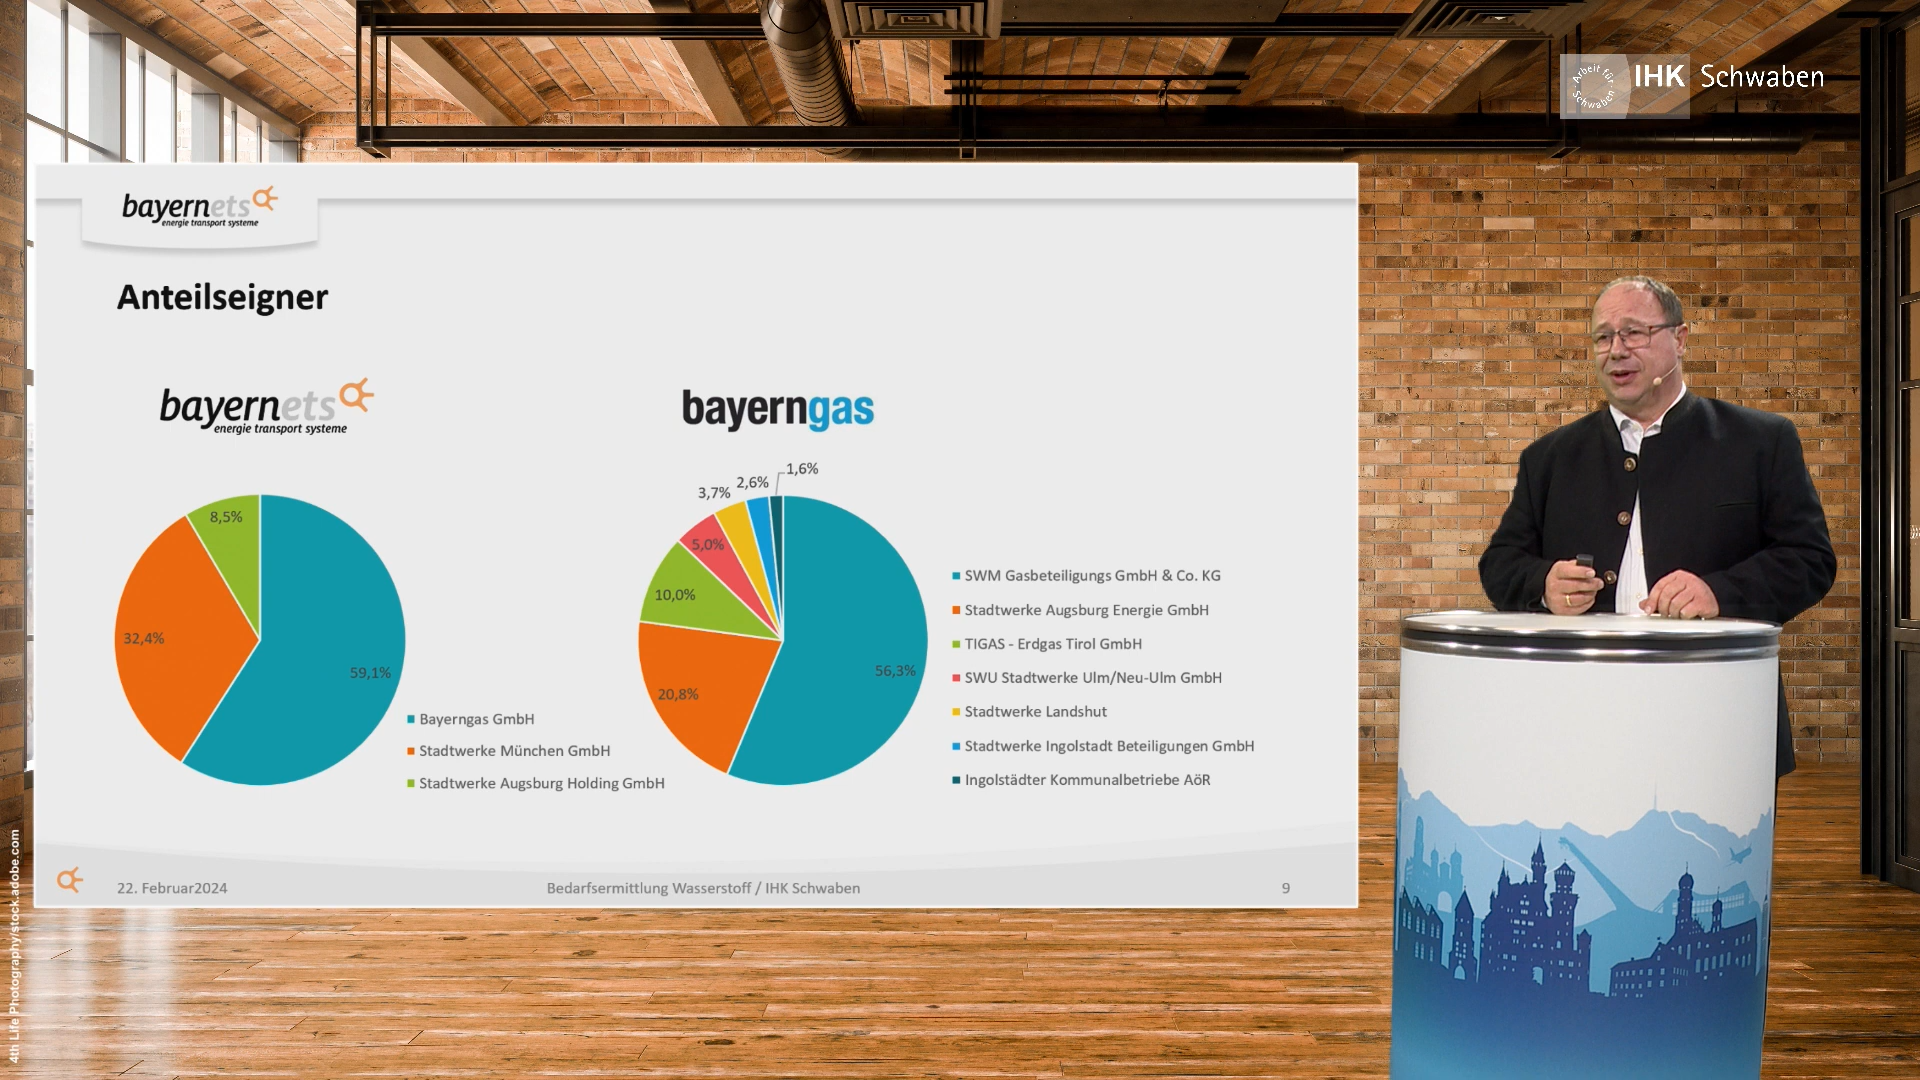 Arbeit für
Schwaben
IHK Schwaben
bayernets
energie transport systeme
Anteilseigner
bayernets
energie transport systeme
8,5%
32,4%
59,1%
Bayerngas GmbH
Stadtwerke München GmbH
Stadtwerke Augsburg Holding GmbH
bayerngas
1,6%
2,6%
3,7%
5,0%
10,0%
20,8%
56,3%
SWM Gasbeteiligungs GmbH & Co. KG
Stadtwerke Augsburg Energie GmbH
TIGAS - Erdgas Tirol GmbH
SWU Stadtwerke Ulm/Neu-Ulm GmbH
Stadtwerke Landshut
Stadtwerke Ingolstadt Beteiligungen GmbH
Ingolstädter Kommunalbetriebe AöR
22. Februar2024
Bedarfsermittlung Wasserstoff / IHK Schwaben
9
4th Life Photography/stock.adobe.com